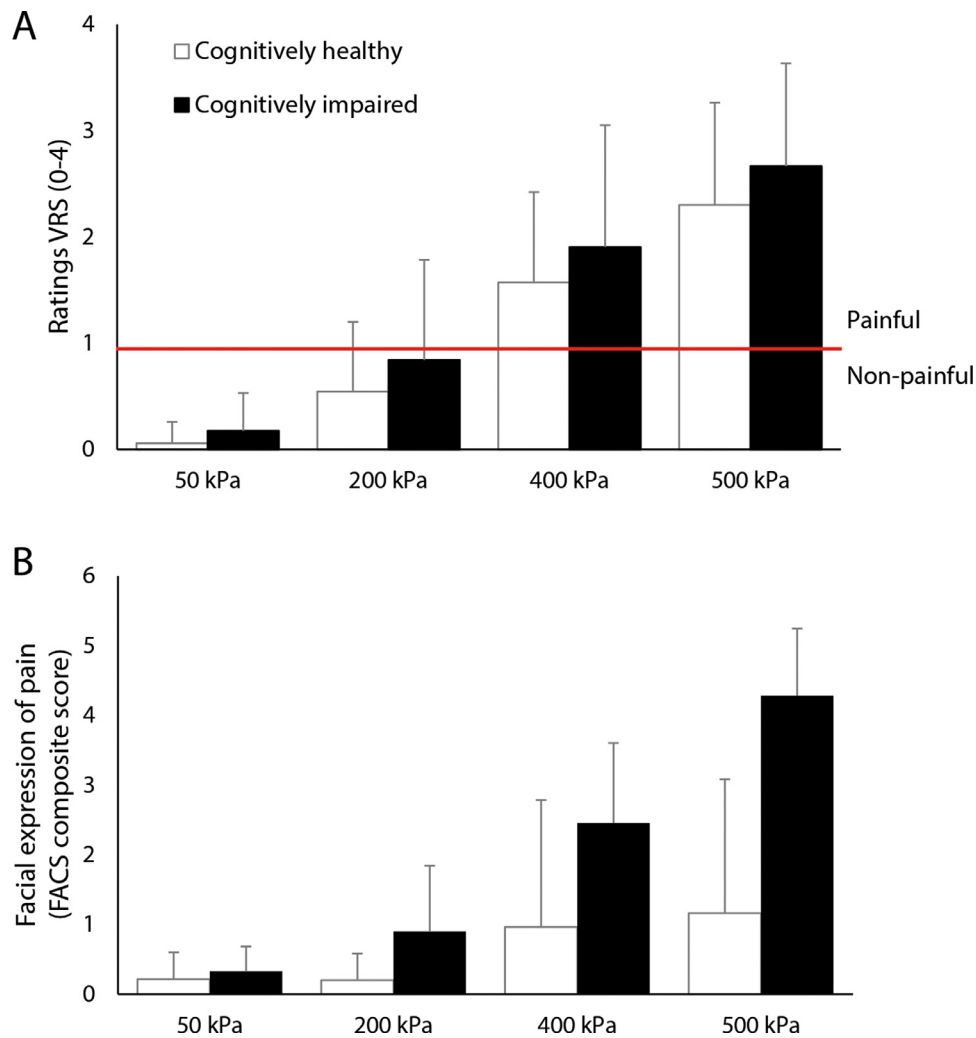 A
4
Cognitively healthy
Cognitively impaired
3
2
1
0
Ratings VRS (0-4)
Painful
Non-painful
50 kPa 200 kPa 400 kPa 500 kPa
B
6
5
4
3
2
1
0
Facial expression of pain
(FACS composite score)
50 kPa 200 kPa 400 kPa 500 kPa